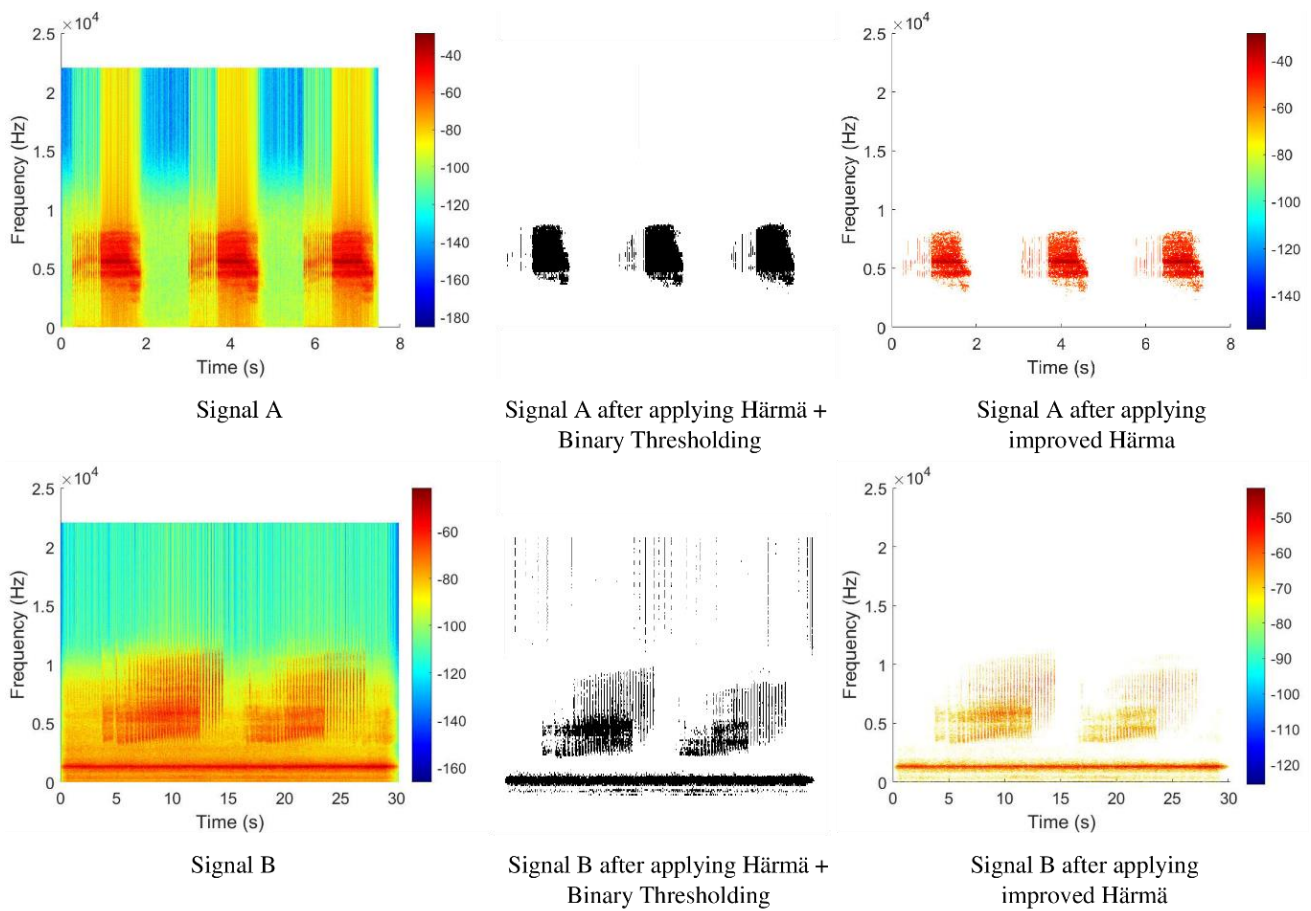 ×10⁴
2.5
2
1.5
1
0.5
0
Frequency (Hz)
0 2 4 6 8
Time (s)
-40
-60
-80
-100
-120
-140
-160
-180
Signal A
Signal A after applying Härmä +
Binary Thresholding
×10⁴
2.5
2
1.5
1
0.5
0
Frequency (Hz)
0 2 4 6 8
Time (s)
-40
-60
-80
-100
-120
-140
Signal A after applying
improved Härma
×10⁴
2.5
2
1.5
1
0.5
0
Frequency (Hz)
0 5 10 15 20 25 30
Time (s)
-60
-80
-100
-120
-140
-160
Signal B
Signal B after applying Härmä +
Binary Thresholding
×10⁴
2.5
2
1.5
1
0.5
0
Frequency (Hz)
0 5 10 15 20 25 30
Time (s)
-50
-60
-70
-80
-90
-100
-110
-120
Signal B after applying
improved Härmä